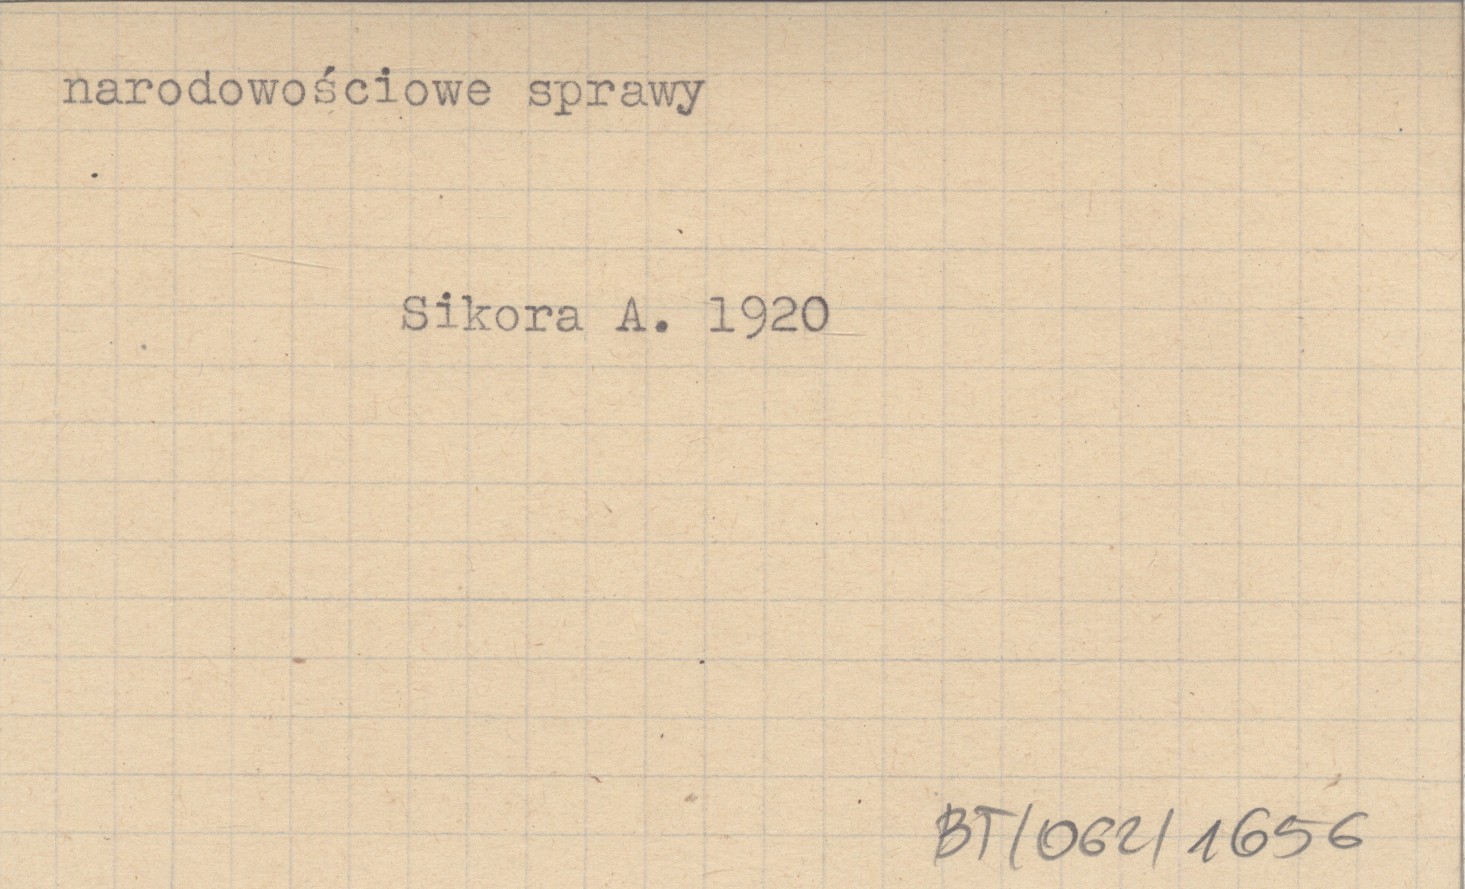 narodowościowe sprawy
Sikora A. 1920
BT/062/1656